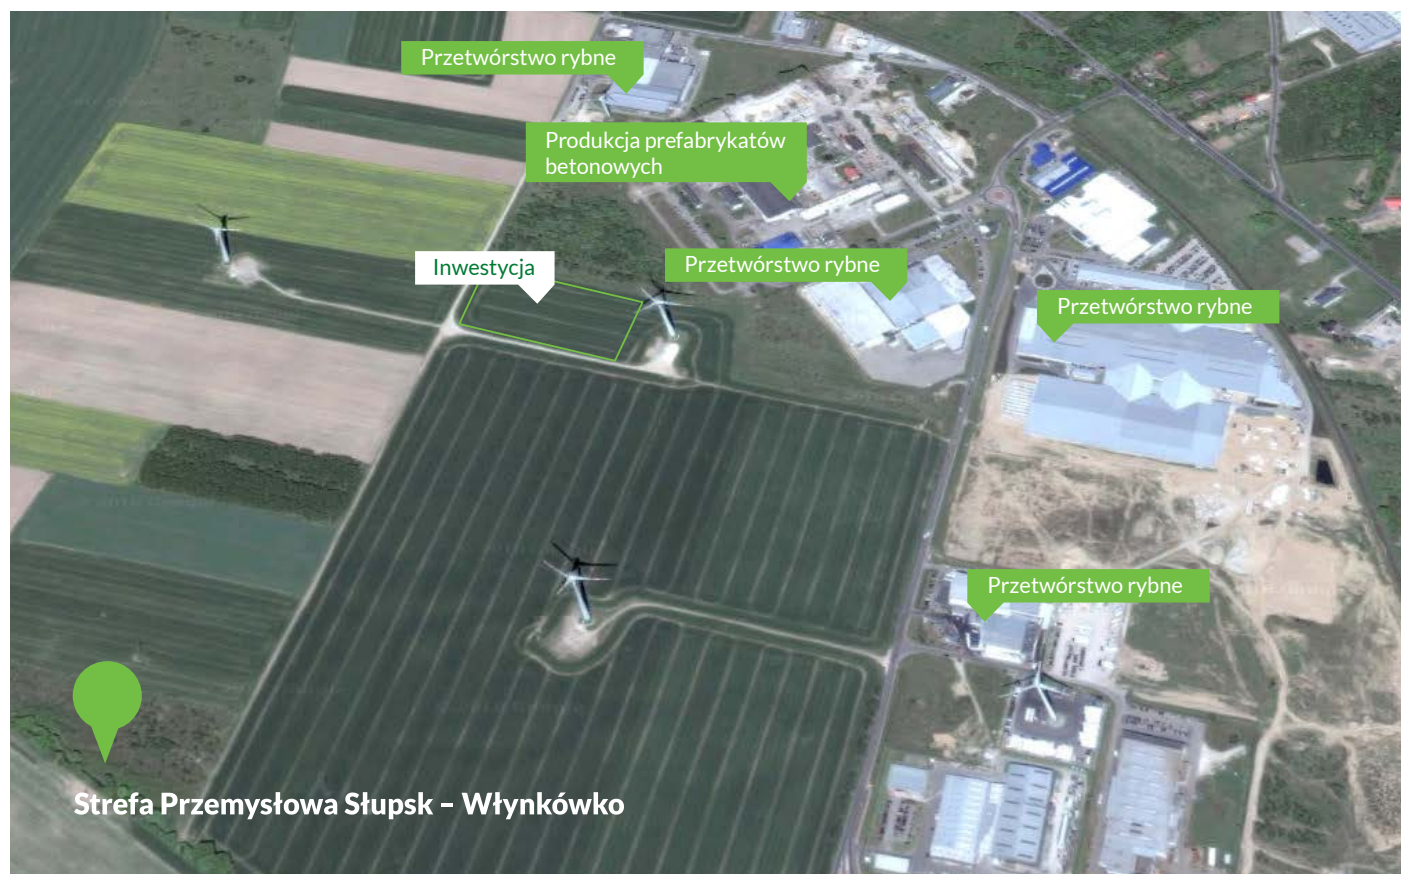 Przetwórstwo rybne
Produkcja prefabrykatów
betonowych
Inwestycja
Przetwórstwo rybne
Przetwórstwo rybne
Przetwórstwo rybne
Strefa Przemysłowa Słupsk – Włynkówko